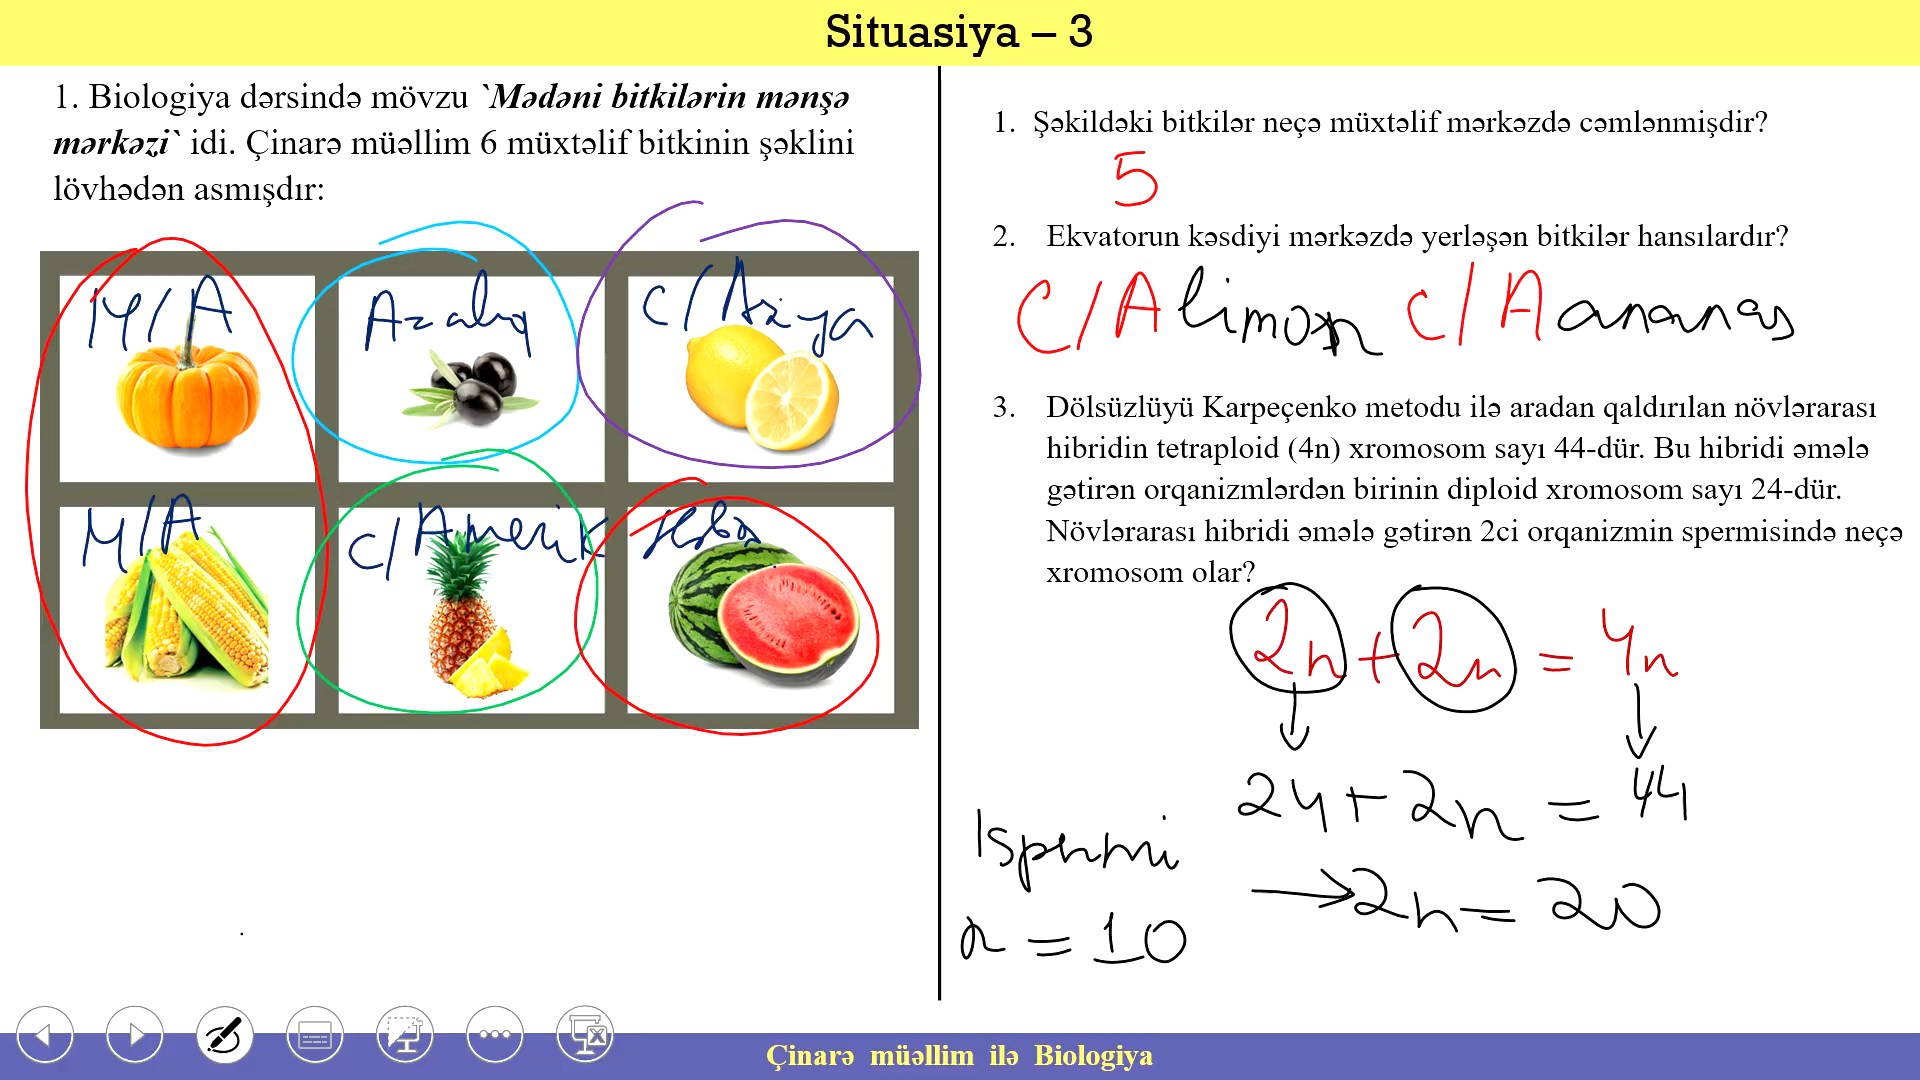 Situasiya – 3
1. Biologiya dərsində mövzu `Mədəni bitkilərin mənşə
mərkəzi` idi. Çinarə müəllim 6 müxtəlif bitkinin şəklini
lövhədən asmışdır:
M/A
Azalıq
C/Asiya
M/A
C/Amerik
1. Şəkildəki bitkilər neçə müxtəlif mərkəzdə cəmlənmişdir?
5
2. Ekvatorun kəsdiyi mərkəzdə yerləşən bitkilər hansılardır?
C/A limon C/A ananas
3. Dölsüzlüyü Karpeçenko metodu ilə aradan qaldırılan növlərarası
hibridin tetraploid (4n) xromosom sayı 44-dür. Bu hibridi əmələ
gətirən orqanizmlərdən birinin diploid xromosom sayı 24-dür.
Növlərarası hibridi əmələ gətirən 2ci orqanizmin spermisində neçə
xromosom olar?
2n + 2n = 4n
24 + 2n = 44
→ 2n = 20
Ispermi
n = 10
Çinarə müəllim ilə Biologiya